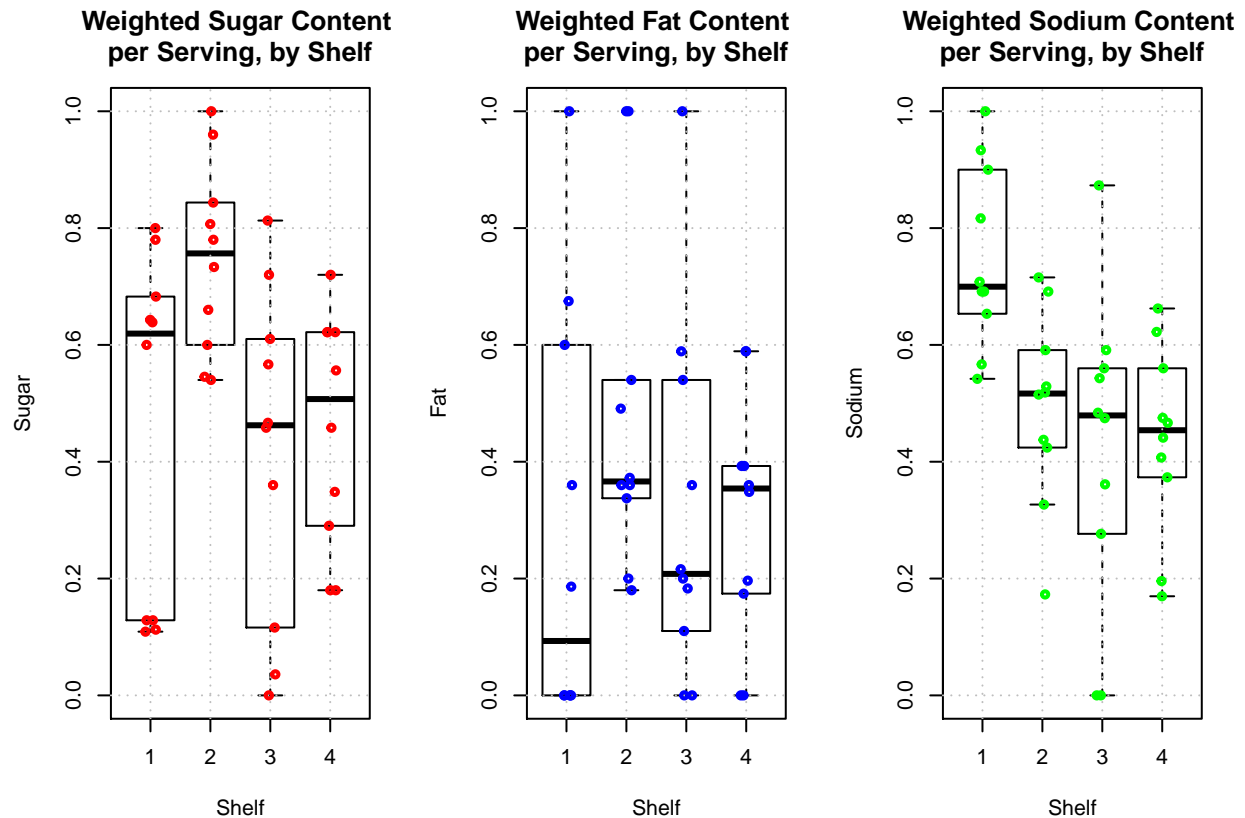 Weighted Sugar Content
per Serving, by Shelf
Sugar
0.0
0.2
0.4
0.6
0.8
1.0
1 2 3 4
Shelf
Weighted Fat Content
per Serving, by Shelf
Fat
0.0
0.2
0.4
0.6
0.8
1.0
1 2 3 4
Shelf
Weighted Sodium Content
per Serving, by Shelf
Sodium
0.0
0.2
0.4
0.6
0.8
1.0
1 2 3 4
Shelf